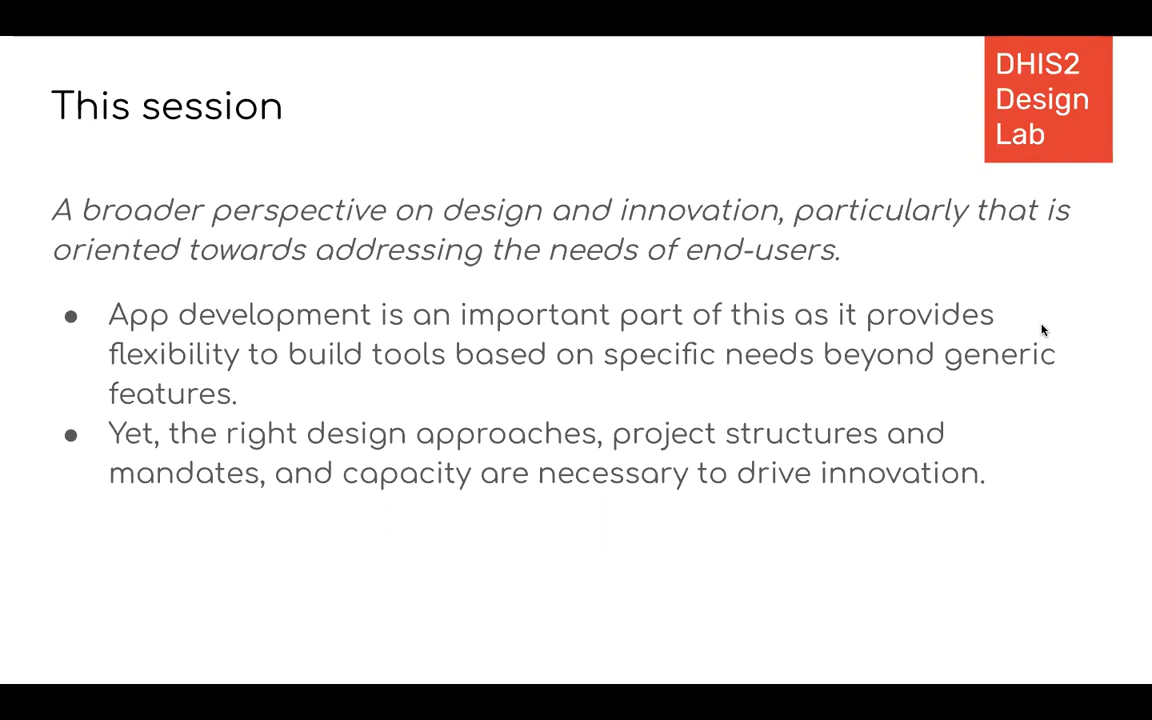 DHIS2
Design
Lab
This session
A broader perspective on design and innovation, particularly that is
oriented towards addressing the needs of end-users.
● App development is an important part of this as it provides
flexibility to build tools based on specific needs beyond generic
features.
● Yet, the right design approaches, project structures and
mandates, and capacity are necessary to drive innovation.